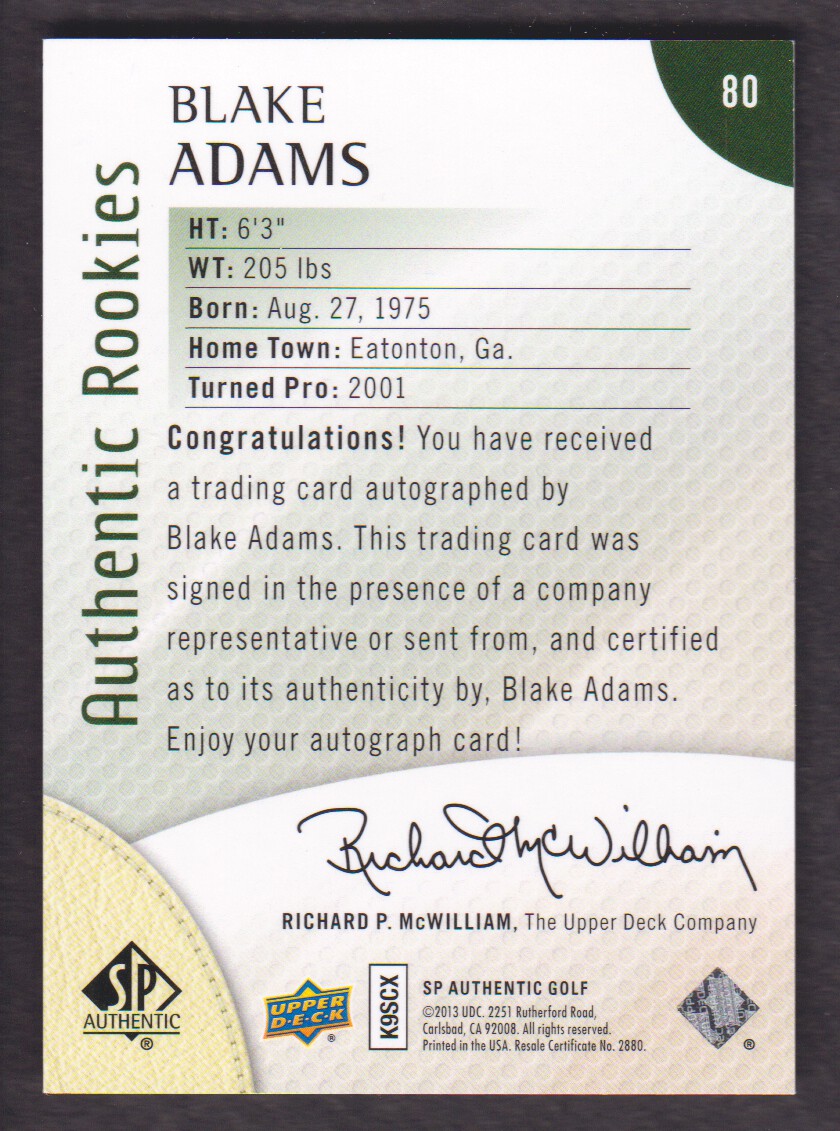 80
BLAKE
ADAMS
Authentic Rookies
HT: 6'3"
WT: 205 lbs
Born: Aug. 27, 1975
Home Town: Eatonton, Ga.
Turned Pro: 2001
Congratulations! You have received
a trading card autographed by
Blake Adams. This trading card was
signed in the presence of a company
representative or sent from, and certified
as to its authenticity by, Blake Adams.
Enjoy your autograph card!
Richard McWilliam
RICHARD P. McWILLIAM, The Upper Deck Company
SP
AUTHENTIC
®
UPPER
D·E·C·K
®
K9SCX
SP AUTHENTIC GOLF
©2013 UDC. 2251 Rutherford Road,
Carlsbad, CA 92008. All rights reserved.
Printed in the USA. Resale Certificate No. 2880.
®